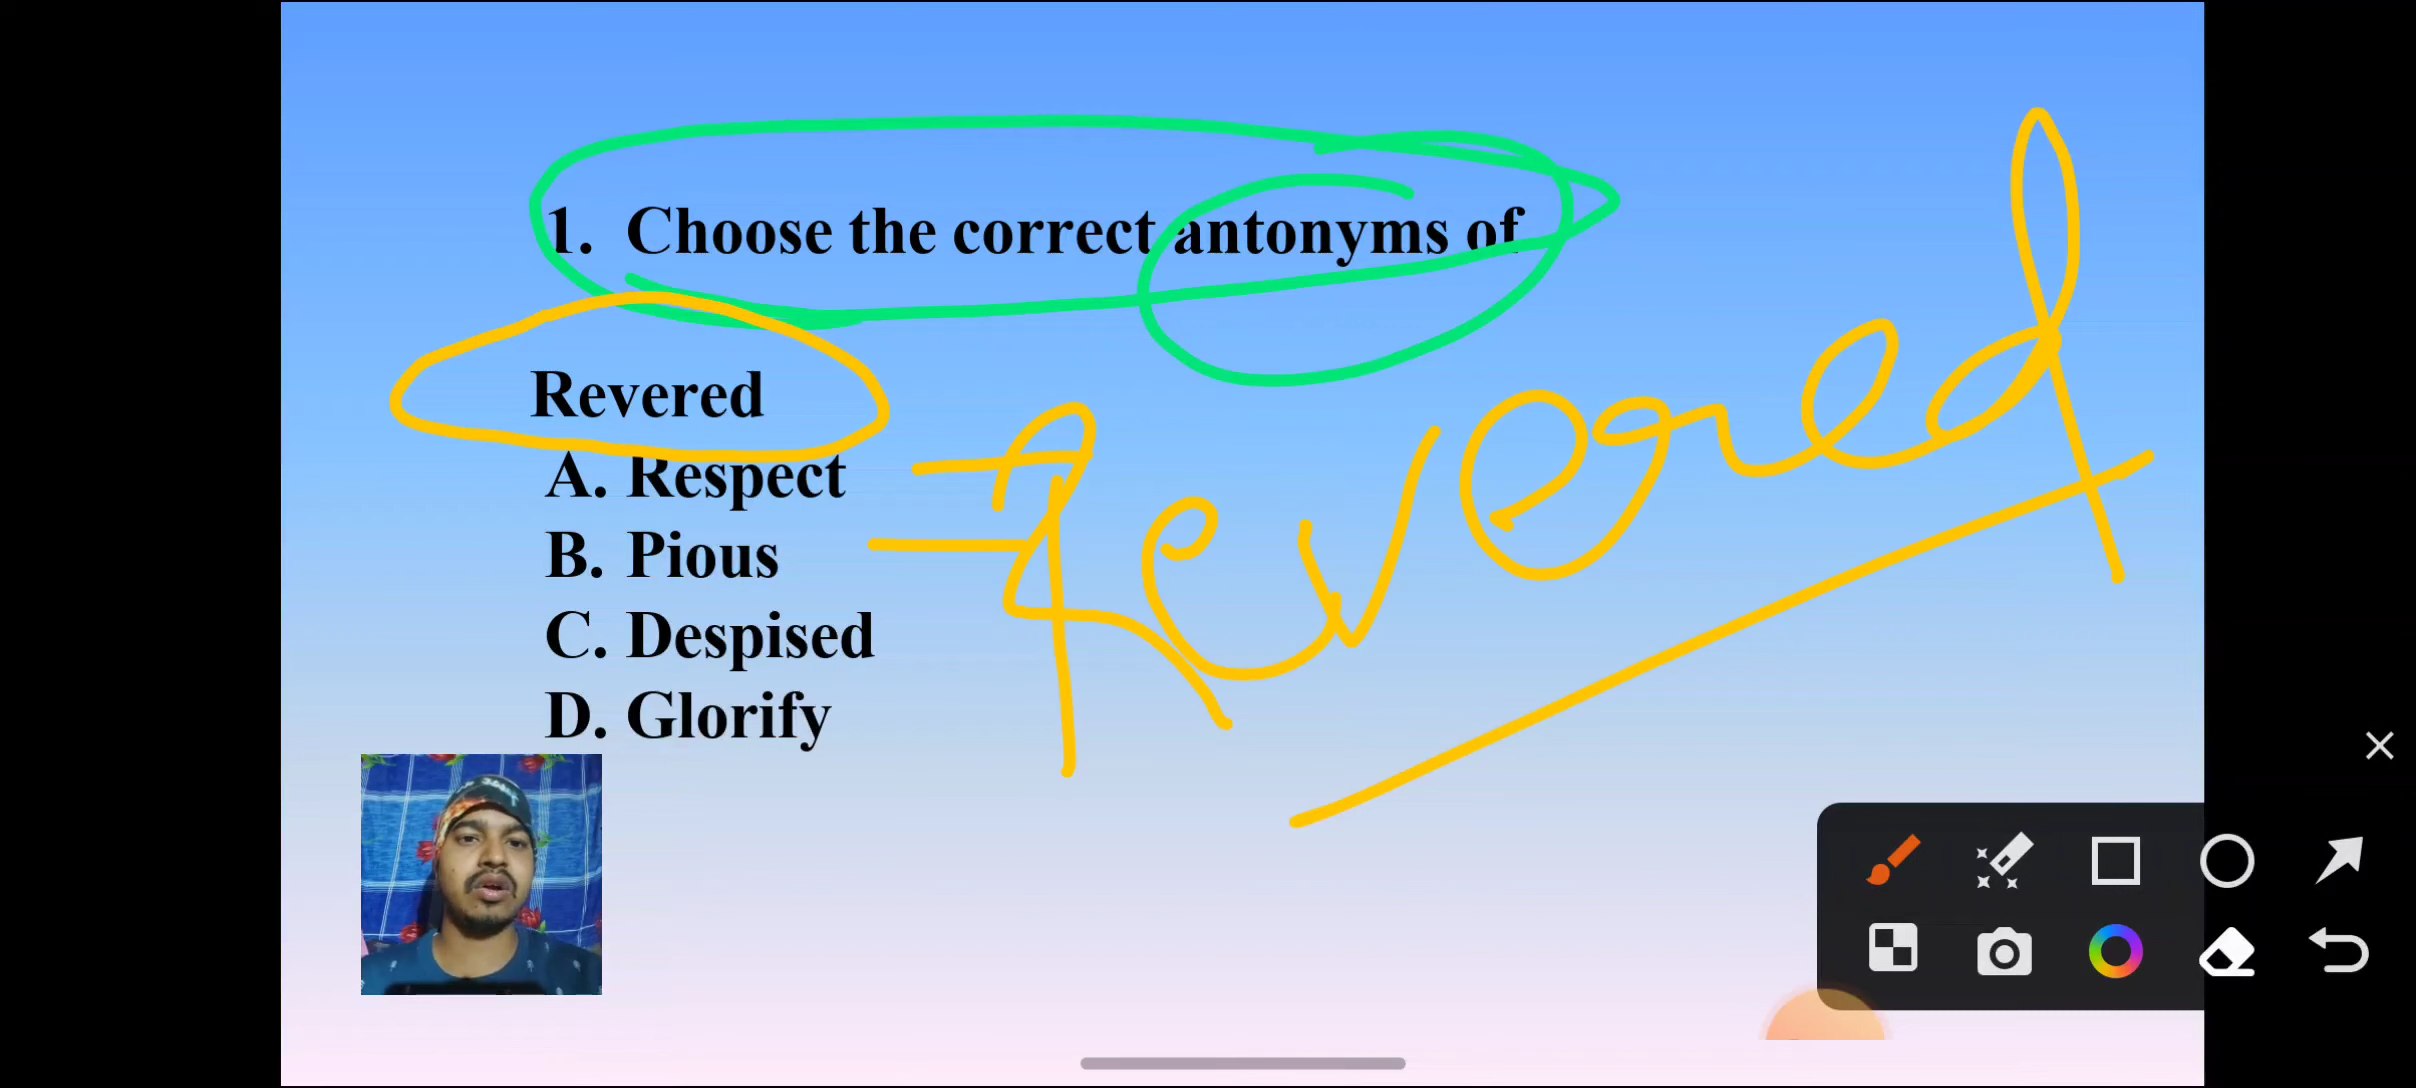 1. Choose the correct antonyms of
Revered
A. Respect
B. Pious
C. Despised
D. Glorify
Revered